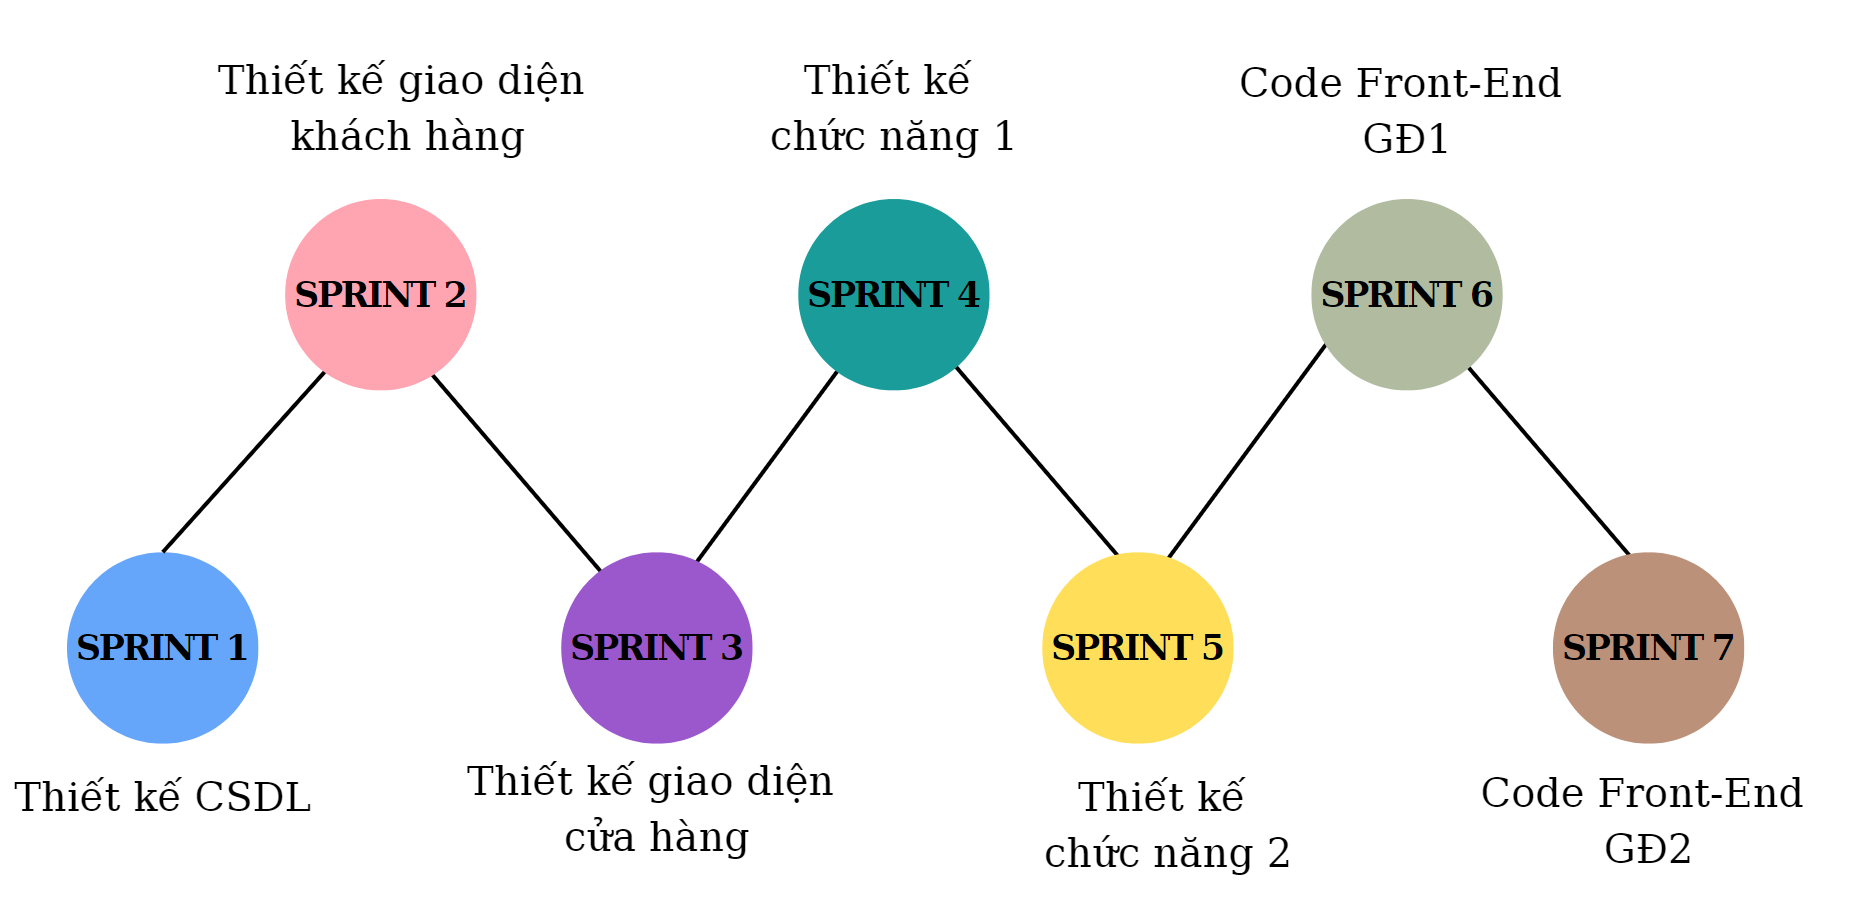 Thiết kế giao diện
khách hàng
Thiết kế
chức năng 1
Code Front-End
GĐ1
SPRINT 2
SPRINT 4
SPRINT 6
SPRINT 1
SPRINT 3
SPRINT 5
SPRINT 7
Thiết kế CSDL
Thiết kế giao diện
cửa hàng
Thiết kế
chức năng 2
Code Front-End
GĐ2